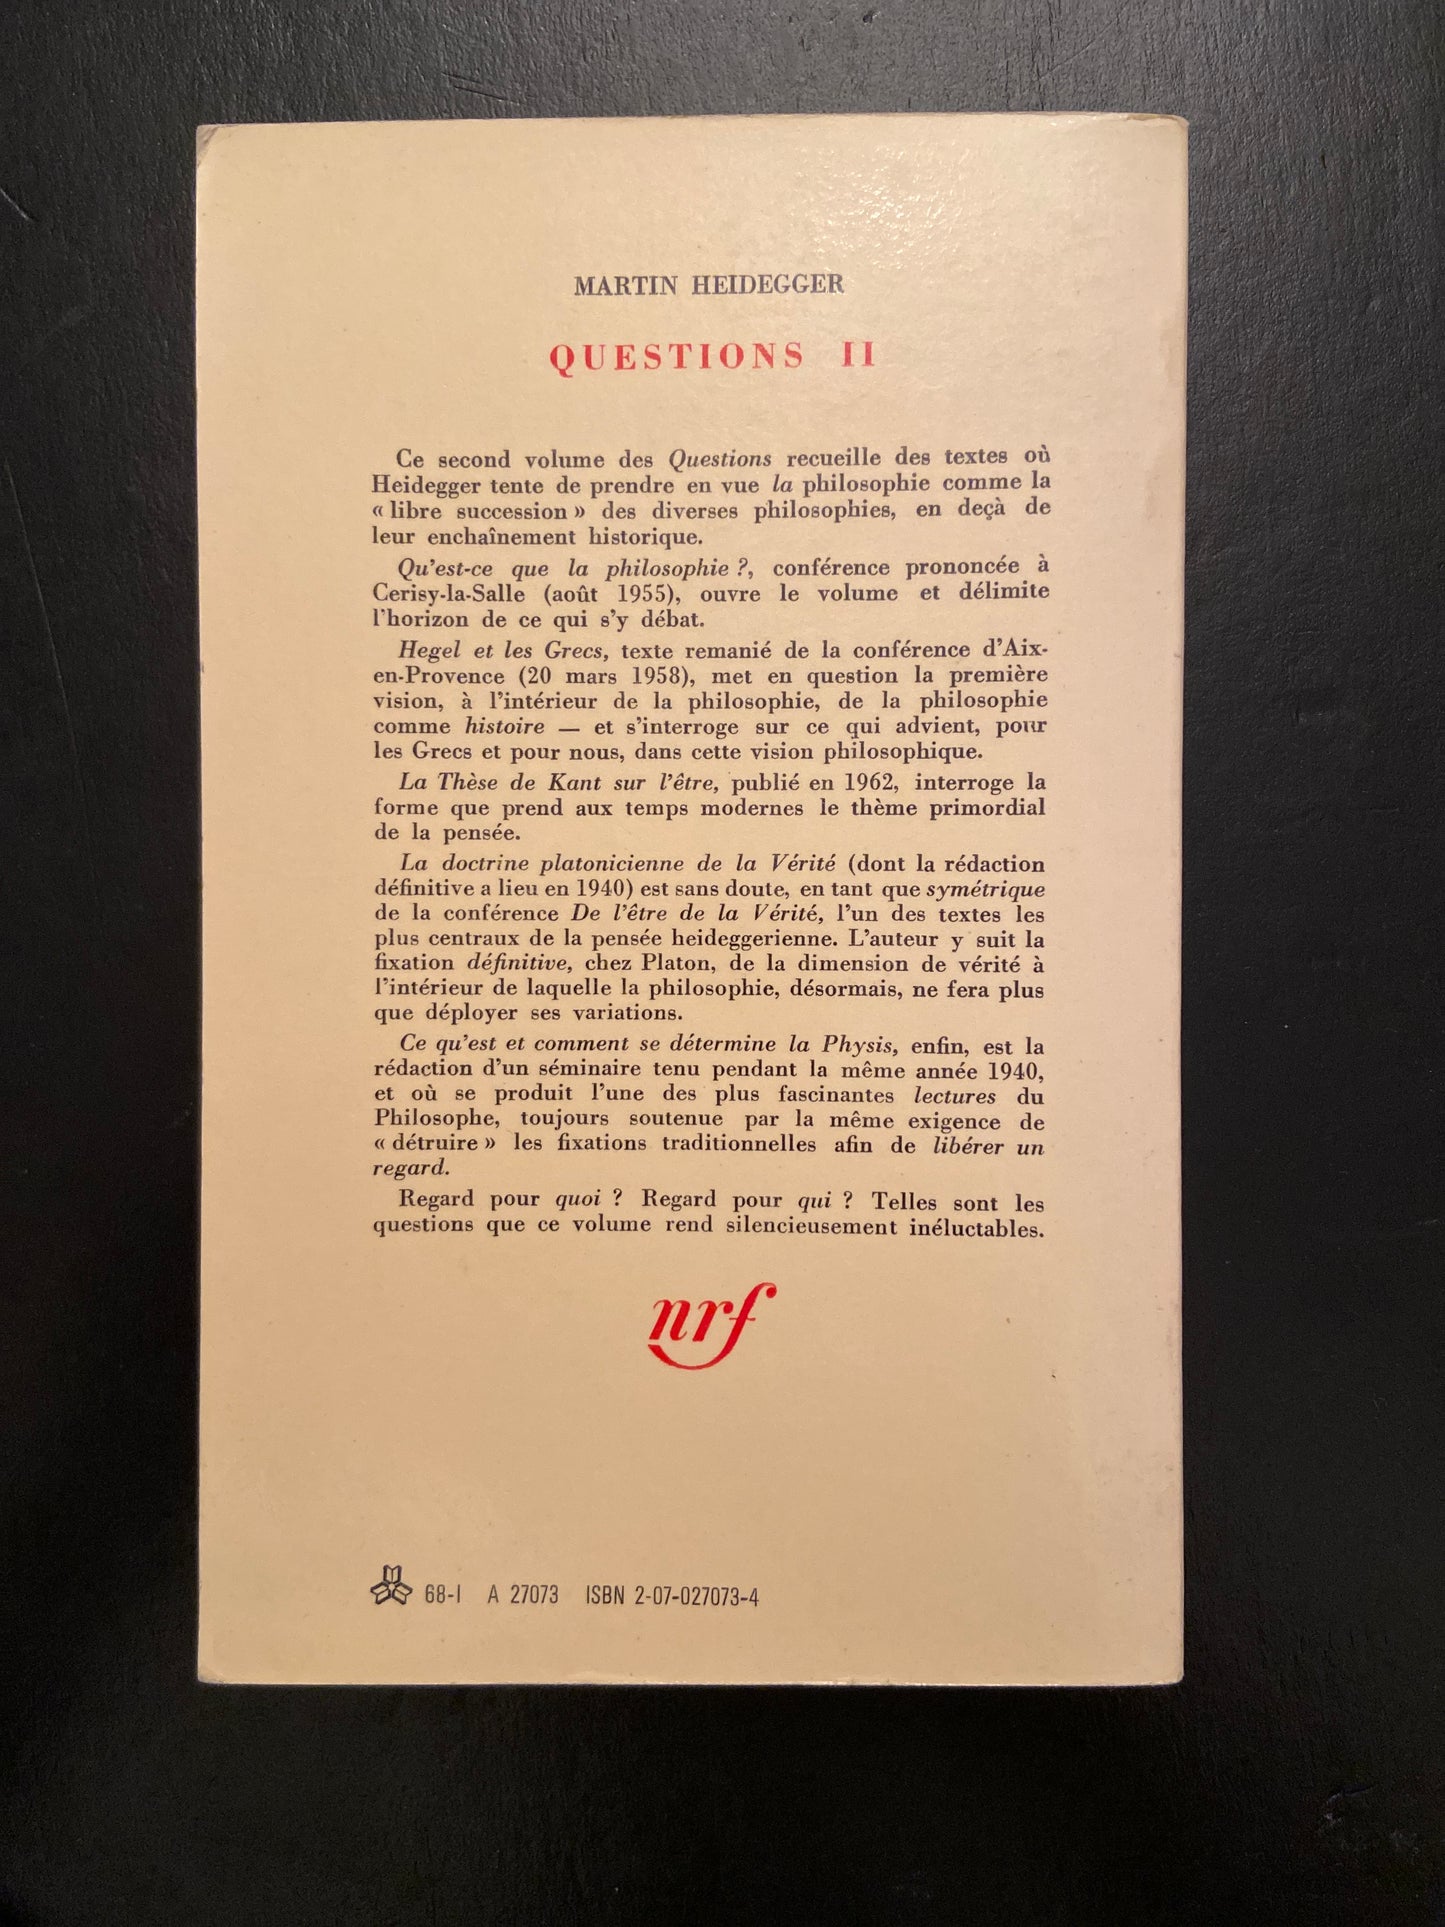 MARTIN HEIDEGGER
QUESTIONS II
Ce second volume des Questions recueille des textes où
Heidegger tente de prendre en vue la philosophie comme la
« libre succession » des diverses philosophies, en deçà de
leur enchaînement historique.
Qu'est-ce que la philosophie ?, conférence prononcée à
Cerisy-la-Salle (août 1955), ouvre le volume et délimite
l'horizon de ce qui s'y débat.
Hegel et les Grecs, texte remanié de la conférence d'Aix-
en-Provence (20 mars 1958), met en question la première
vision, à l'intérieur de la philosophie, de la philosophie
comme histoire — et s'interroge sur ce qui advient, pour
les Grecs et pour nous, dans cette vision philosophique.
La Thèse de Kant sur l'être, publié en 1962, interroge la
forme que prend aux temps modernes le thème primordial
de la pensée.
La doctrine platonicienne de la Vérité (dont la rédaction
définitive a lieu en 1940) est sans doute, en tant que symétrique
de la conférence De l'être de la Vérité, l'un des textes les
plus centraux de la pensée heideggerienne. L'auteur y suit la
fixation définitive, chez Platon, de la dimension de vérité à
l'intérieur de laquelle la philosophie, désormais, ne fera plus
que déployer ses variations.
Ce qu'est et comment se détermine la Physis, enfin, est la
rédaction d'un séminaire tenu pendant la même année 1940,
et où se produit l'une des plus fascinantes lectures du
Philosophe, toujours soutenue par la même exigence de
« détruire » les fixations traditionnelles afin de libérer un
regard.
Regard pour quoi ? Regard pour qui ? Telles sont les
questions que ce volume rend silencieusement inéluctables.
nrf
68-I A 27073 ISBN 2-07-027073-4